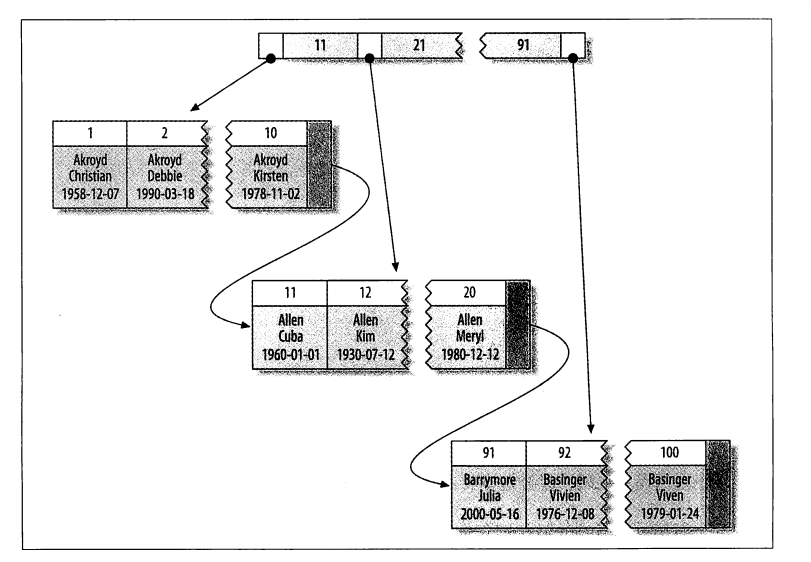 11 21 91
1 2 10
Akroyd Akroyd Akroyd
Christian Debbie Kirsten
1958-12-07 1990-03-18 1978-11-02
11 12 20
Allen Allen Allen
Cuba Kim Meryl
1960-01-01 1930-07-12 1980-12-12
91 92 100
Barrymore Basinger Basinger
Julia Vivien Viven
2000-05-16 1976-12-08 1979-01-24